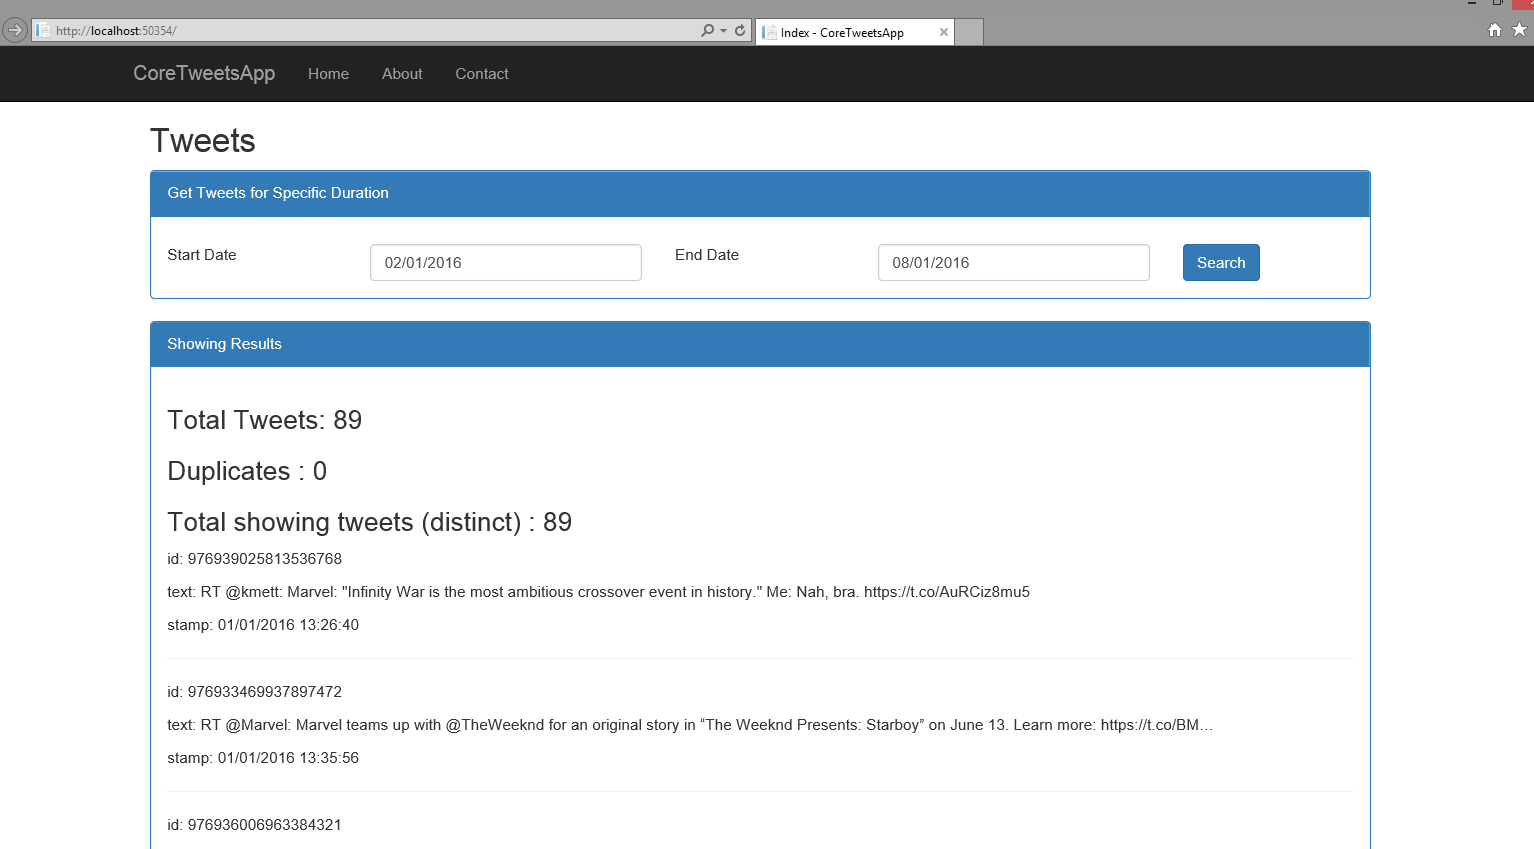 http://localhost:50354/
Index - CoreTweetsApp
CoreTweetsApp Home About Contact
Tweets
Get Tweets for Specific Duration
Start Date 02/01/2016 End Date 08/01/2016 Search
Showing Results
Total Tweets: 89
Duplicates : 0
Total showing tweets (distinct) : 89
id: 976939025813536768
text: RT @kmett: Marvel: "Infinity War is the most ambitious crossover event in history." Me: Nah, bra. https://t.co/AuRCiz8mu5
stamp: 01/01/2016 13:26:40
id: 976933469937897472
text: RT @Marvel: Marvel teams up with @TheWeeknd for an original story in “The Weeknd Presents: Starboy” on June 13. Learn more: https://t.co/BM…
stamp: 01/01/2016 13:35:56
id: 976936006963384321